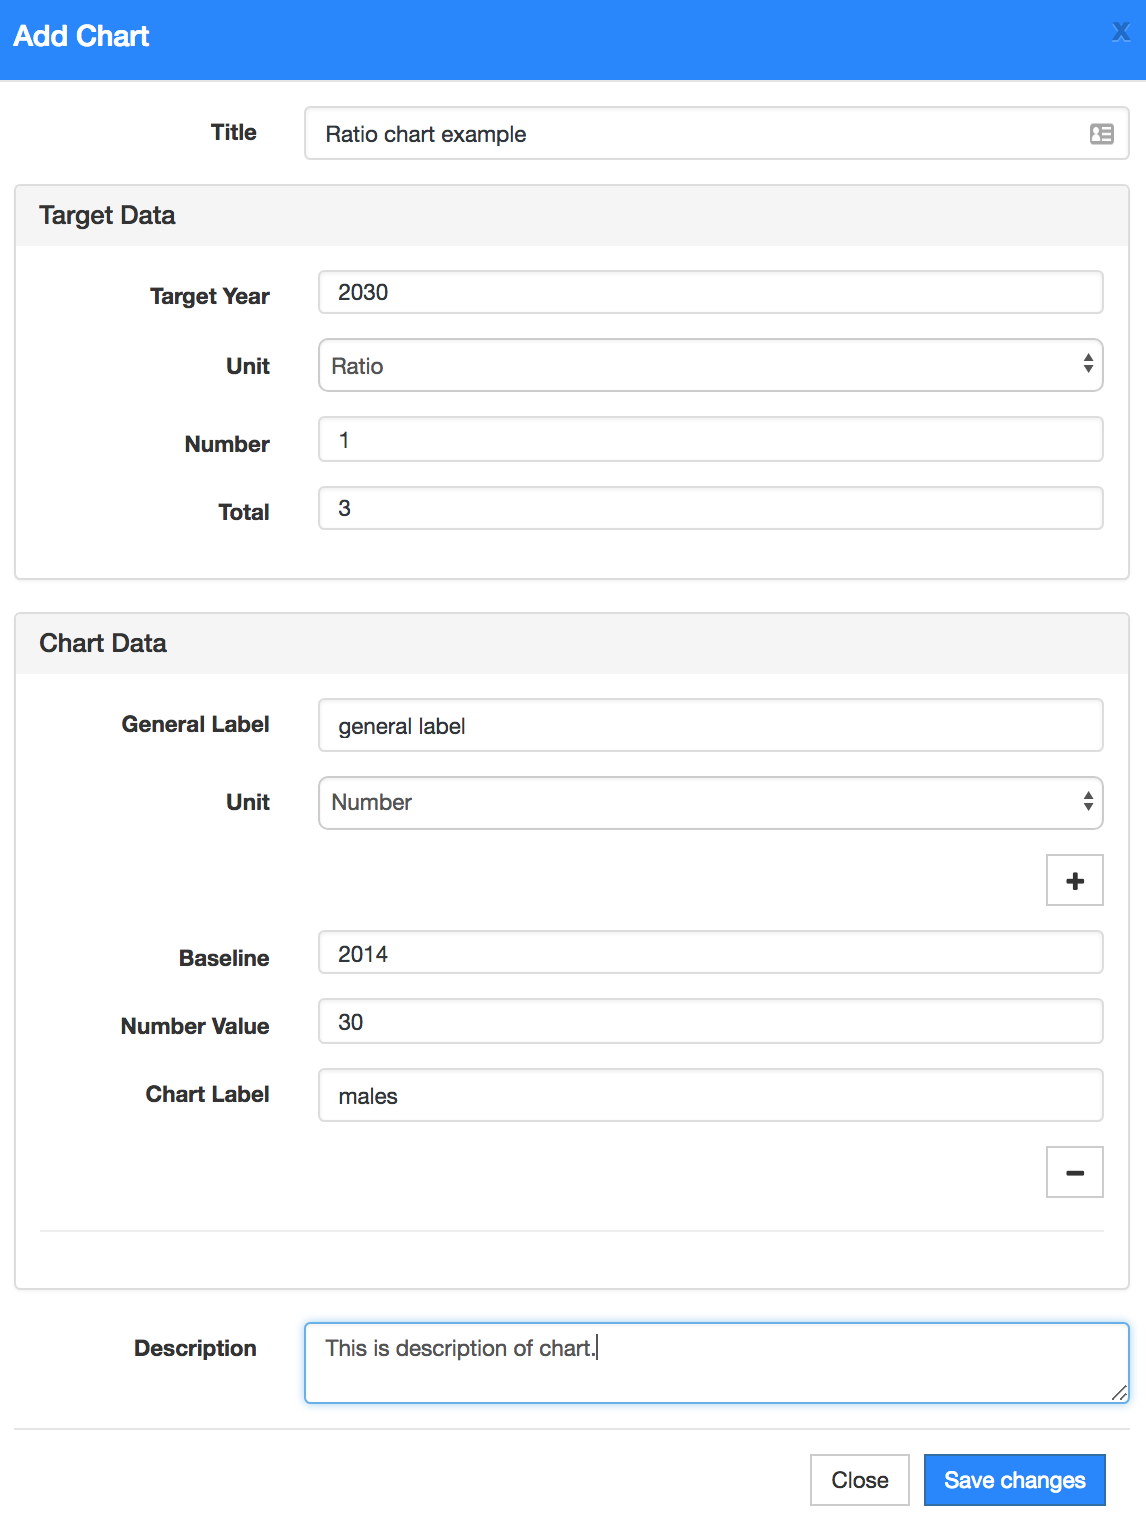 Add Chart X
Title Ratio chart example
Target Data
Target Year 2030
Unit Ratio
Number 1
Total 3
Chart Data
General Label general label
Unit Number
+
Baseline 2014
Number Value 30
Chart Label males
-
Description This is description of chart.
Close Save changes